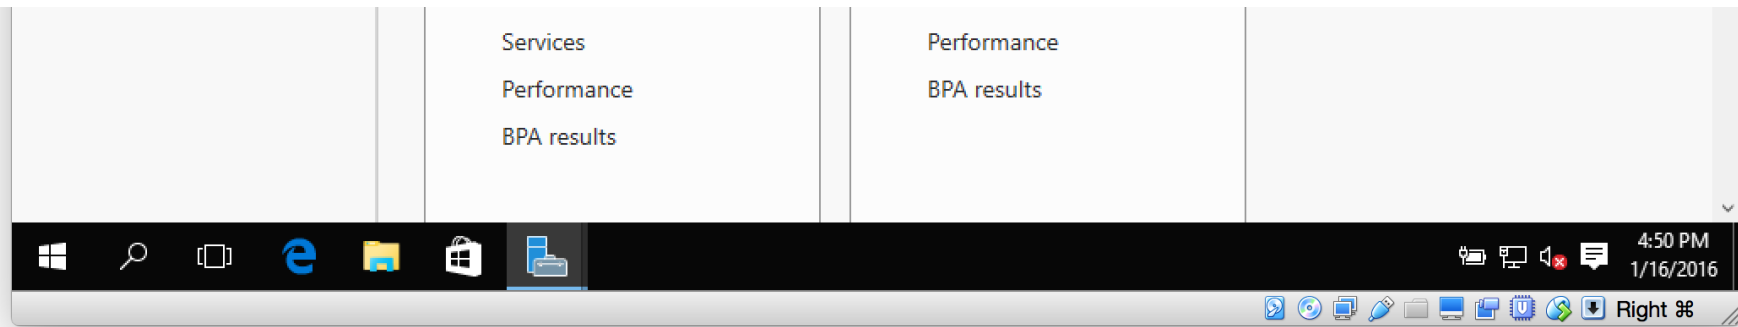 Services
Performance
BPA results
Performance
BPA results
4:50 PM
1/16/2016
Right ⌘